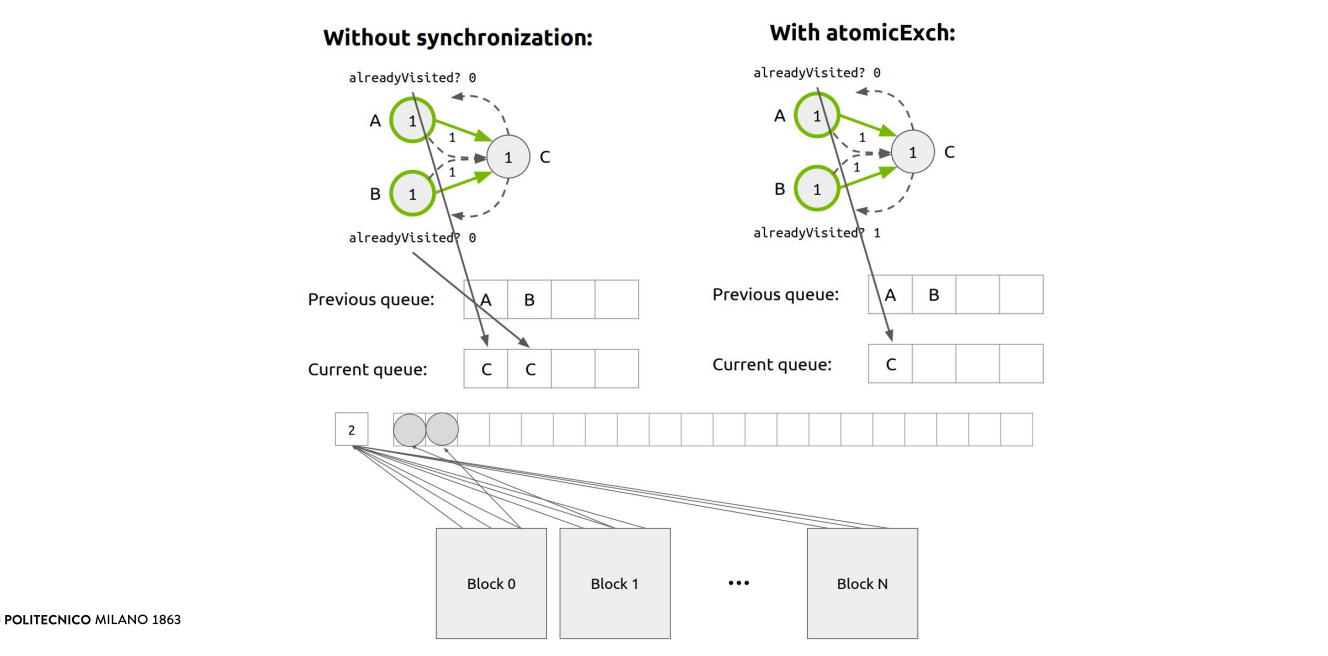 Without synchronization:
alreadyVisited? 0
A
1
1
1
C
1
B
1
alreadyVisited? 0
Previous queue:
A
B
Current queue:
C
C
With atomicExch:
alreadyVisited? 0
A
1
1
1
C
1
B
1
alreadyVisited? 1
Previous queue:
A
B
Current queue:
C
2
Block 0
Block 1
...
Block N
POLITECNICO MILANO 1863